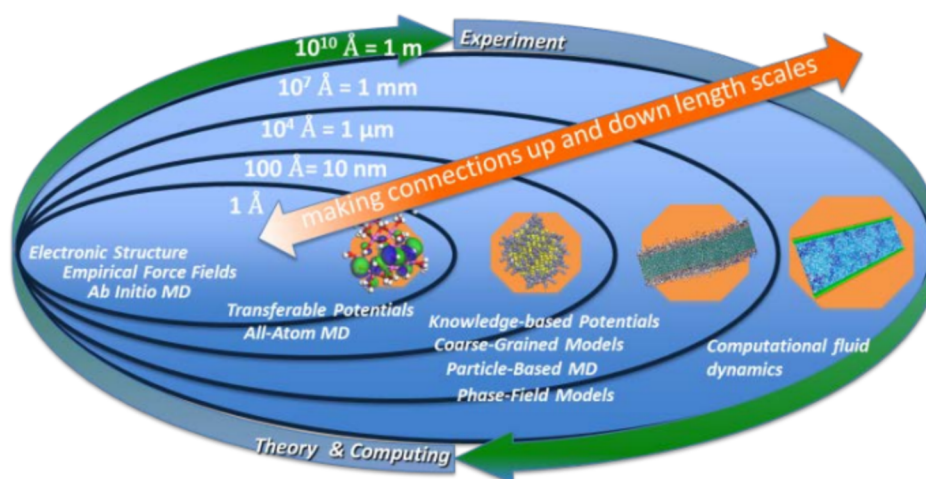 10¹⁰ Å = 1 m
Experiment
10⁷ Å = 1 mm
10⁴ Å = 1 µm
100 Å= 10 nm
1 Å
making connections up and down length scales
Electronic Structure
Empirical Force Fields
Ab Initio MD
Transferable Potentials
All-Atom MD
Knowledge-based Potentials
Coarse-Grained Models
Particle-Based MD
Phase-Field Models
Computational fluid
dynamics
Theory & Computing